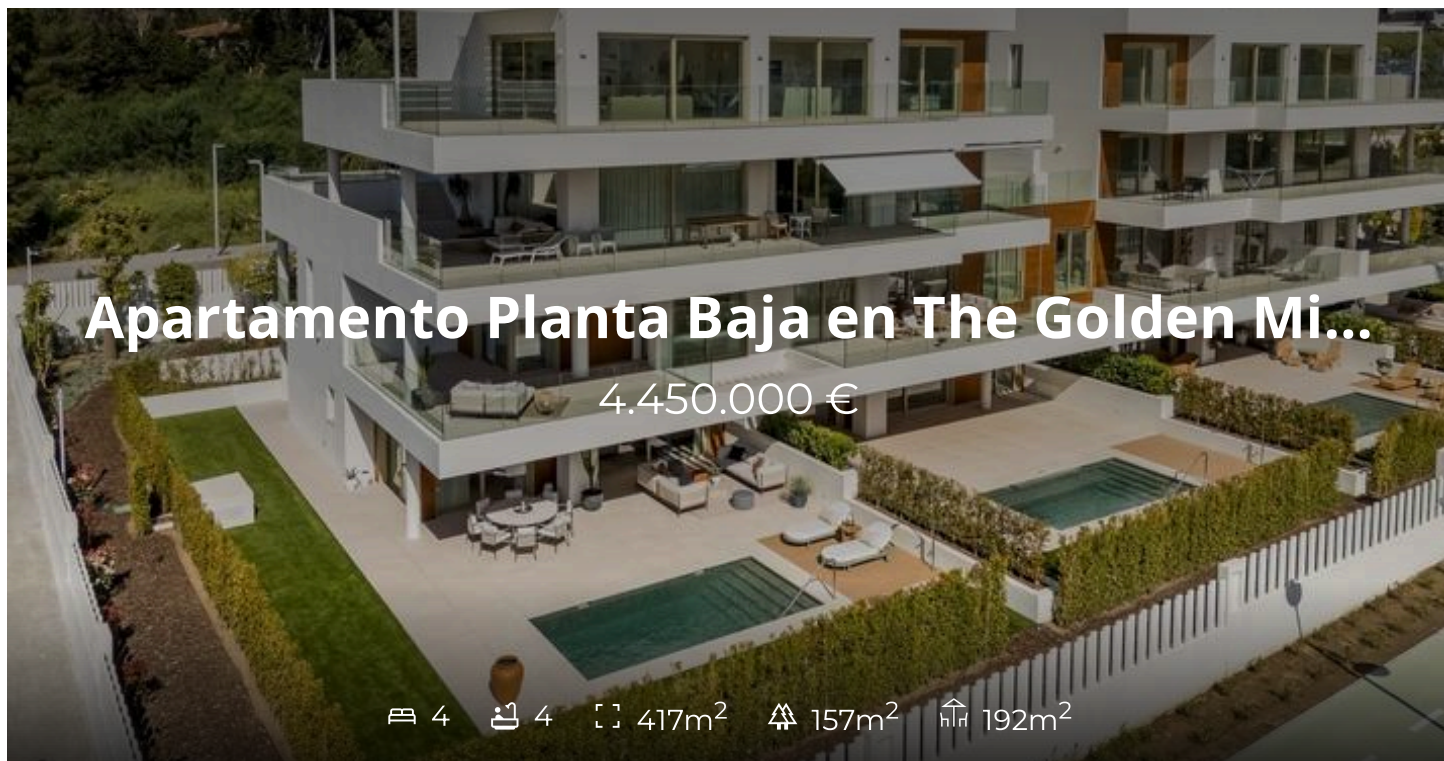 Apartamento Planta Baja en The Golden Mi...
4.450.000 €
4 4 417m² 157m² 192m²